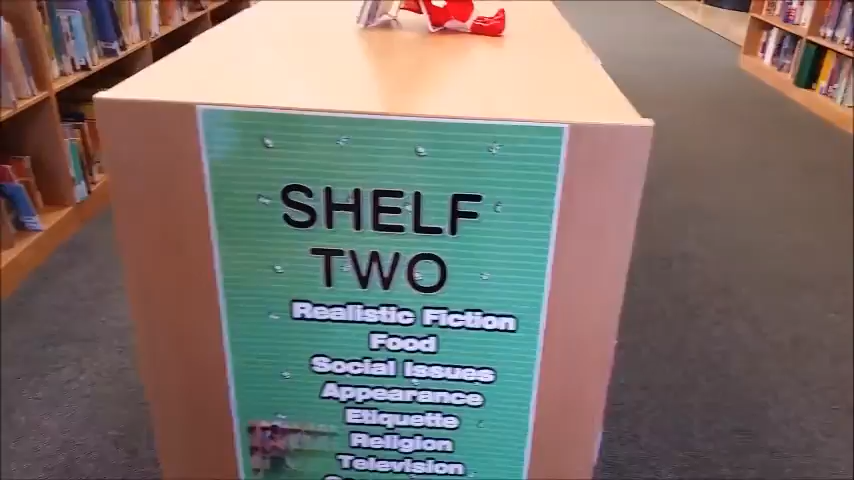 SHELF
TWO
Realistic Fiction
Food
Social Issues
Appearance
Etiquette
Religion
Television